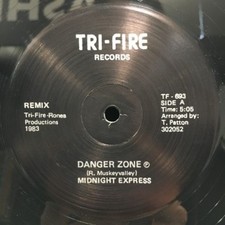 TRI-FIRE
RECORDS
REMIX
Tri-Fire-Rones
Productions
1983
TF - 693
SIDE A
Time: 5:05
Arranged by:
T. Patton
302052
DANGER ZONE ℗
(R. Muskeyvalley)
MIDNIGHT EXPRESS